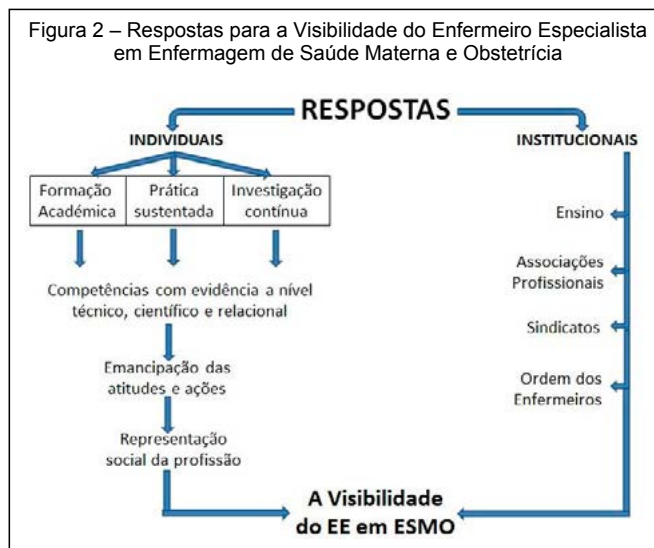 Figura 2 – Respostas para a Visibilidade do Enfermeiro Especialista
em Enfermagem de Saúde Materna e Obstetrícia
RESPOSTAS
INDIVIDUAIS
INSTITUCIONAIS
Formação
Académica
Prática
sustentada
Investigação
contínua
Competências com evidência a nível
técnico, científico e relacional
Emancipação das
atitudes e ações
Representação
social da profissão
Ensino
Associações
Profissionais
Sindicatos
Ordem dos
Enfermeiros
A Visibilidade
do EE em ESMO